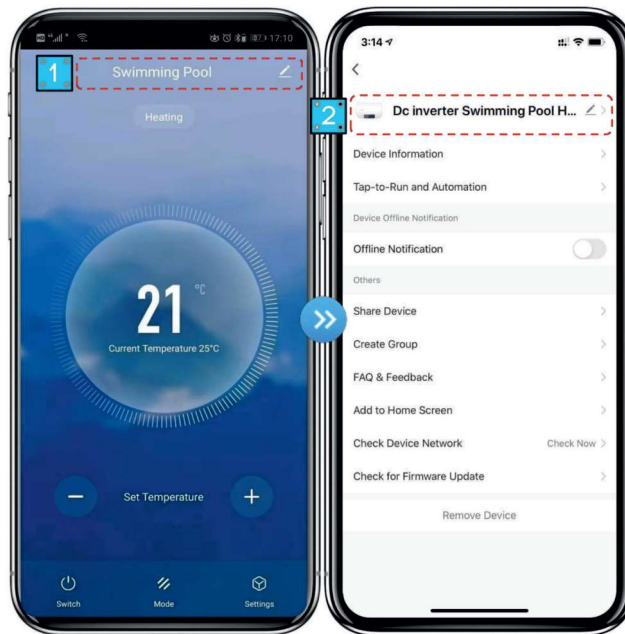 17:10
1
Swimming Pool
Heating
21 °C
Current Temperature 25°C
Set Temperature
Switch
Mode
Settings
3:14
2
Dc inverter Swimming Pool H...
Device Information
Tap-to-Run and Automation
Device Offline Notification
Offline Notification
Others
Share Device
Create Group
FAQ & Feedback
Add to Home Screen
Check Device Network Check Now
Check for Firmware Update
Remove Device